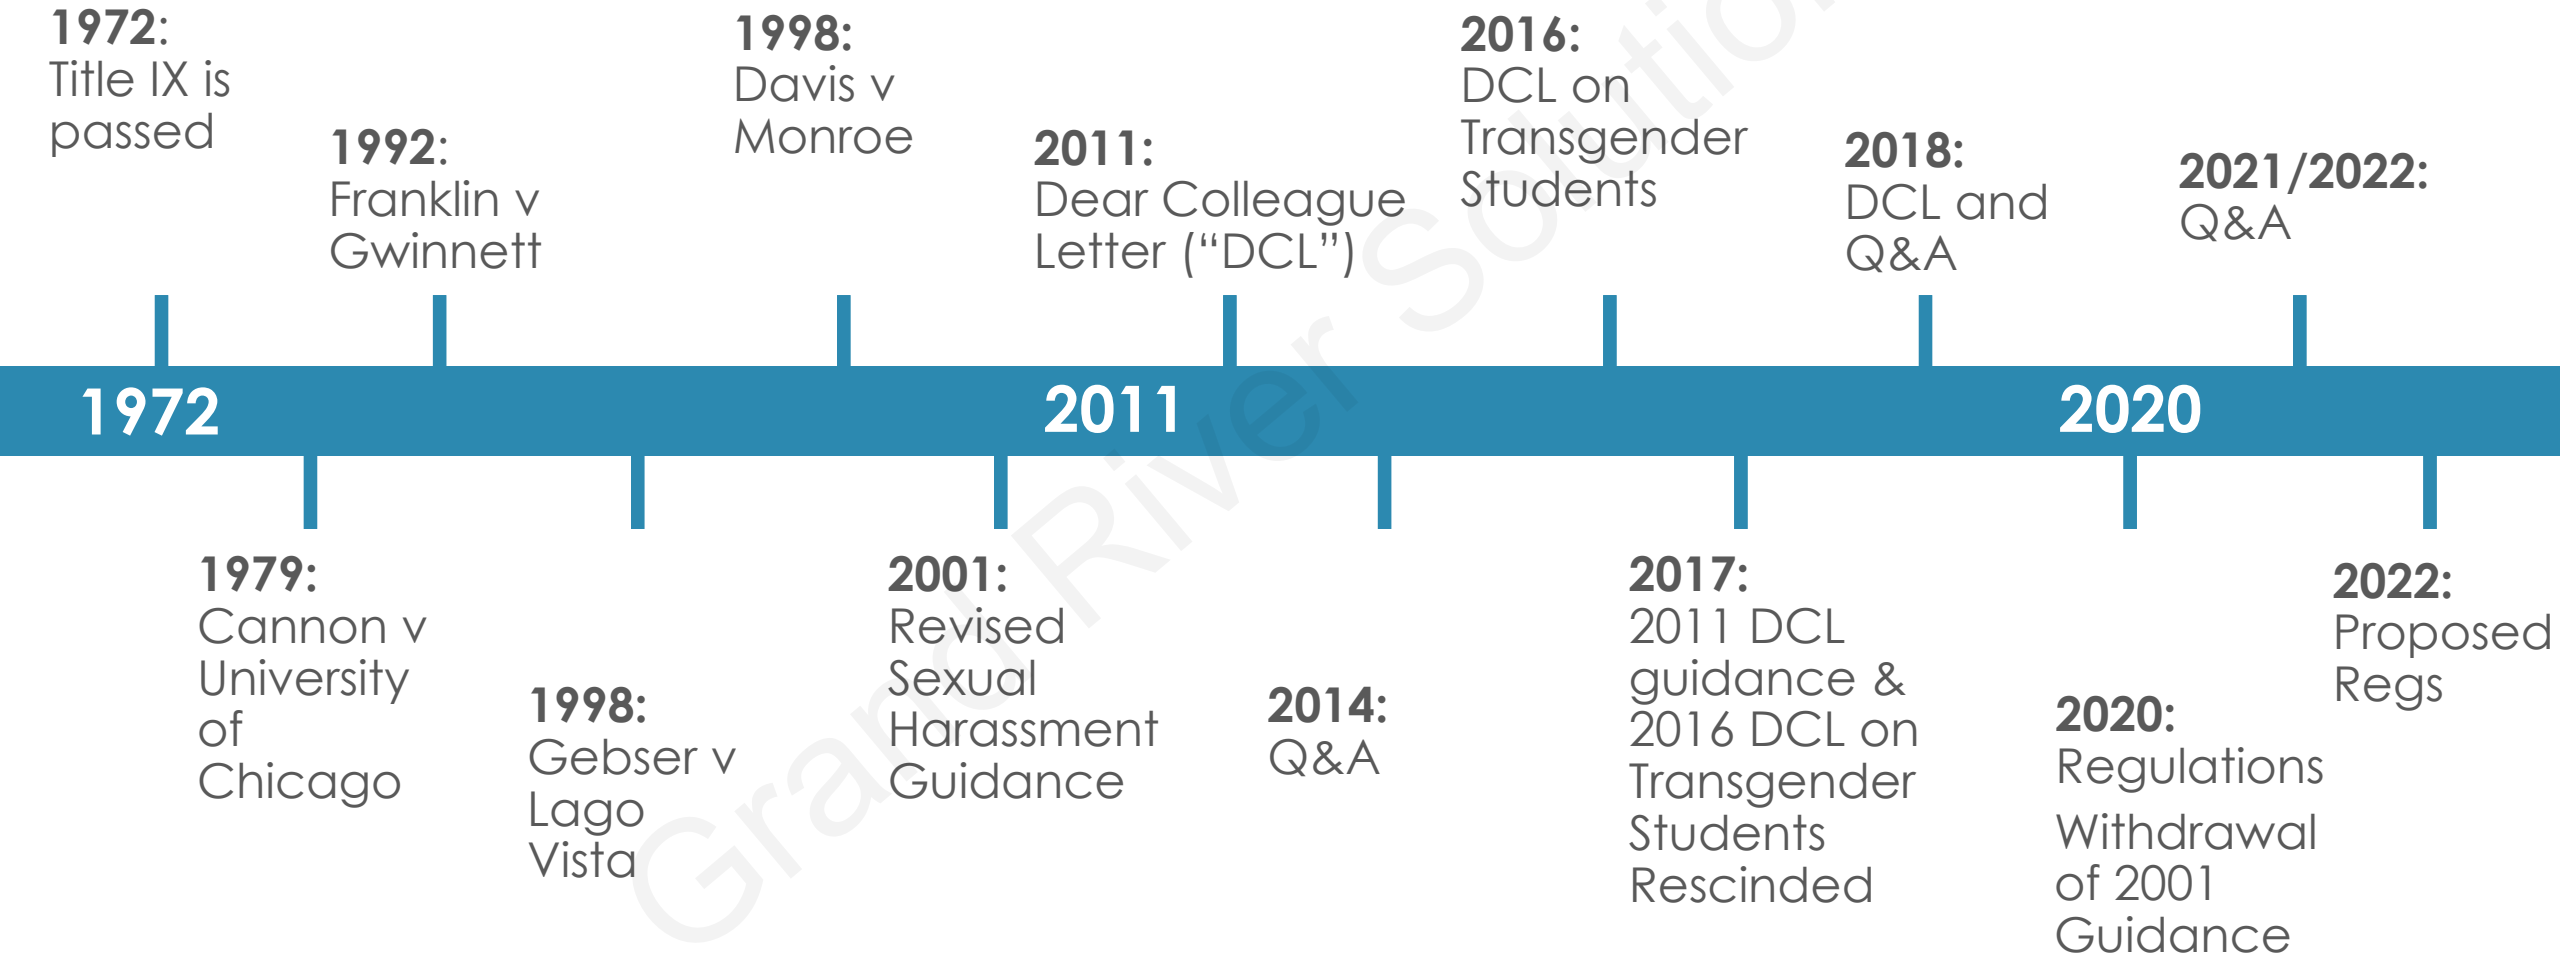 1972:
Title IX is
passed
1992:
Franklin v
Gwinnett
1998:
Davis v
Monroe
2011:
Dear Colleague
Letter (“DCL”)
2016:
DCL on
Transgender
Students
2018:
DCL and
Q&A
2021/2022:
Q&A
1972
2011
2020
1979:
Cannon v
University
of
Chicago
1998:
Gebser v
Lago
Vista
2001:
Revised
Sexual
Harassment
Guidance
2014:
Q&A
2017:
2011 DCL
guidance &
2016 DCL on
Transgender
Students
Rescinded
2020:
Regulations
Withdrawal
of 2001
Guidance
2022:
Proposed
Regs
Grand River Solution